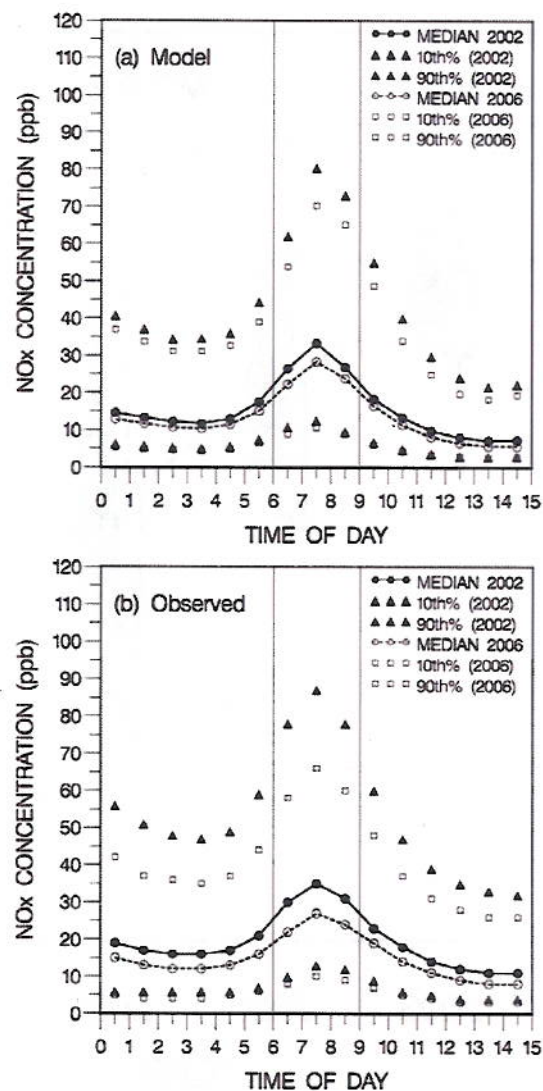 (a) Model
MEDIAN 2002
10th% (2002)
90th% (2002)
MEDIAN 2006
10th% (2006)
90th% (2006)
NOx CONCENTRATION (ppb)
120
110
100
90
80
70
60
50
40
30
20
10
0
0 1 2 3 4 5 6 7 8 9 10 11 12 13 14 15
TIME OF DAY
(b) Observed
MEDIAN 2002
10th% (2002)
90th% (2002)
MEDIAN 2006
10th% (2006)
90th% (2006)
NOx CONCENTRATION (ppb)
120
110
100
90
80
70
60
50
40
30
20
10
0
0 1 2 3 4 5 6 7 8 9 10 11 12 13 14 15
TIME OF DAY